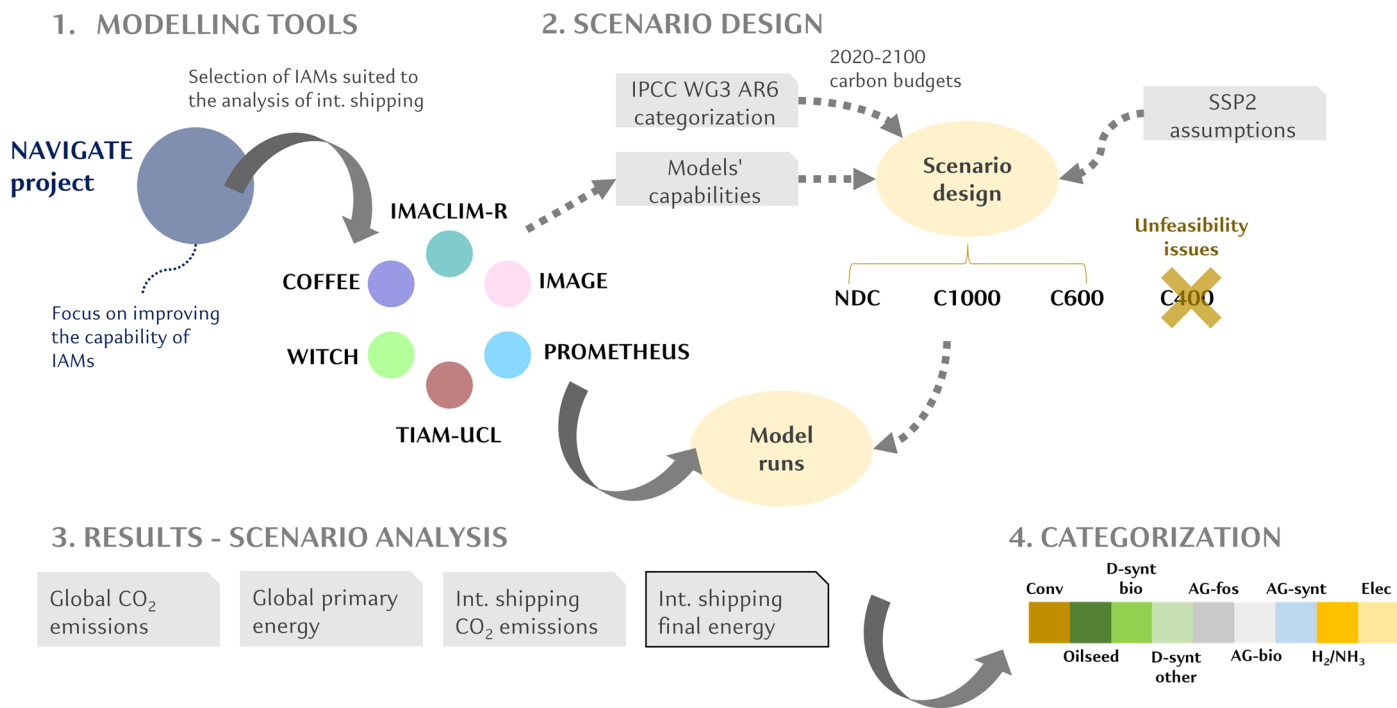 1. MODELLING TOOLS
Selection of IAMs suited to
the analysis of int. shipping
NAVIGATE
project
Focus on improving
the capability of
IAMs
IMACLIM-R
COFFEE
IMAGE
WITCH
PROMETHEUS
TIAM-UCL
2. SCENARIO DESIGN
2020-2100
carbon budgets
IPCC WG3 AR6
categorization
Models'
capabilities
Scenario
design
SSP2
assumptions
Unfeasibility
issues
NDC
C1000
C600
C400
Model
runs
3. RESULTS - SCENARIO ANALYSIS
Global CO₂
emissions
Global primary
energy
Int. shipping
CO₂ emissions
Int. shipping
final energy
4. CATEGORIZATION
Conv
Oilseed
D-synt
bio
D-synt
other
AG-fos
AG-bio
AG-synt
H₂/NH₃
Elec